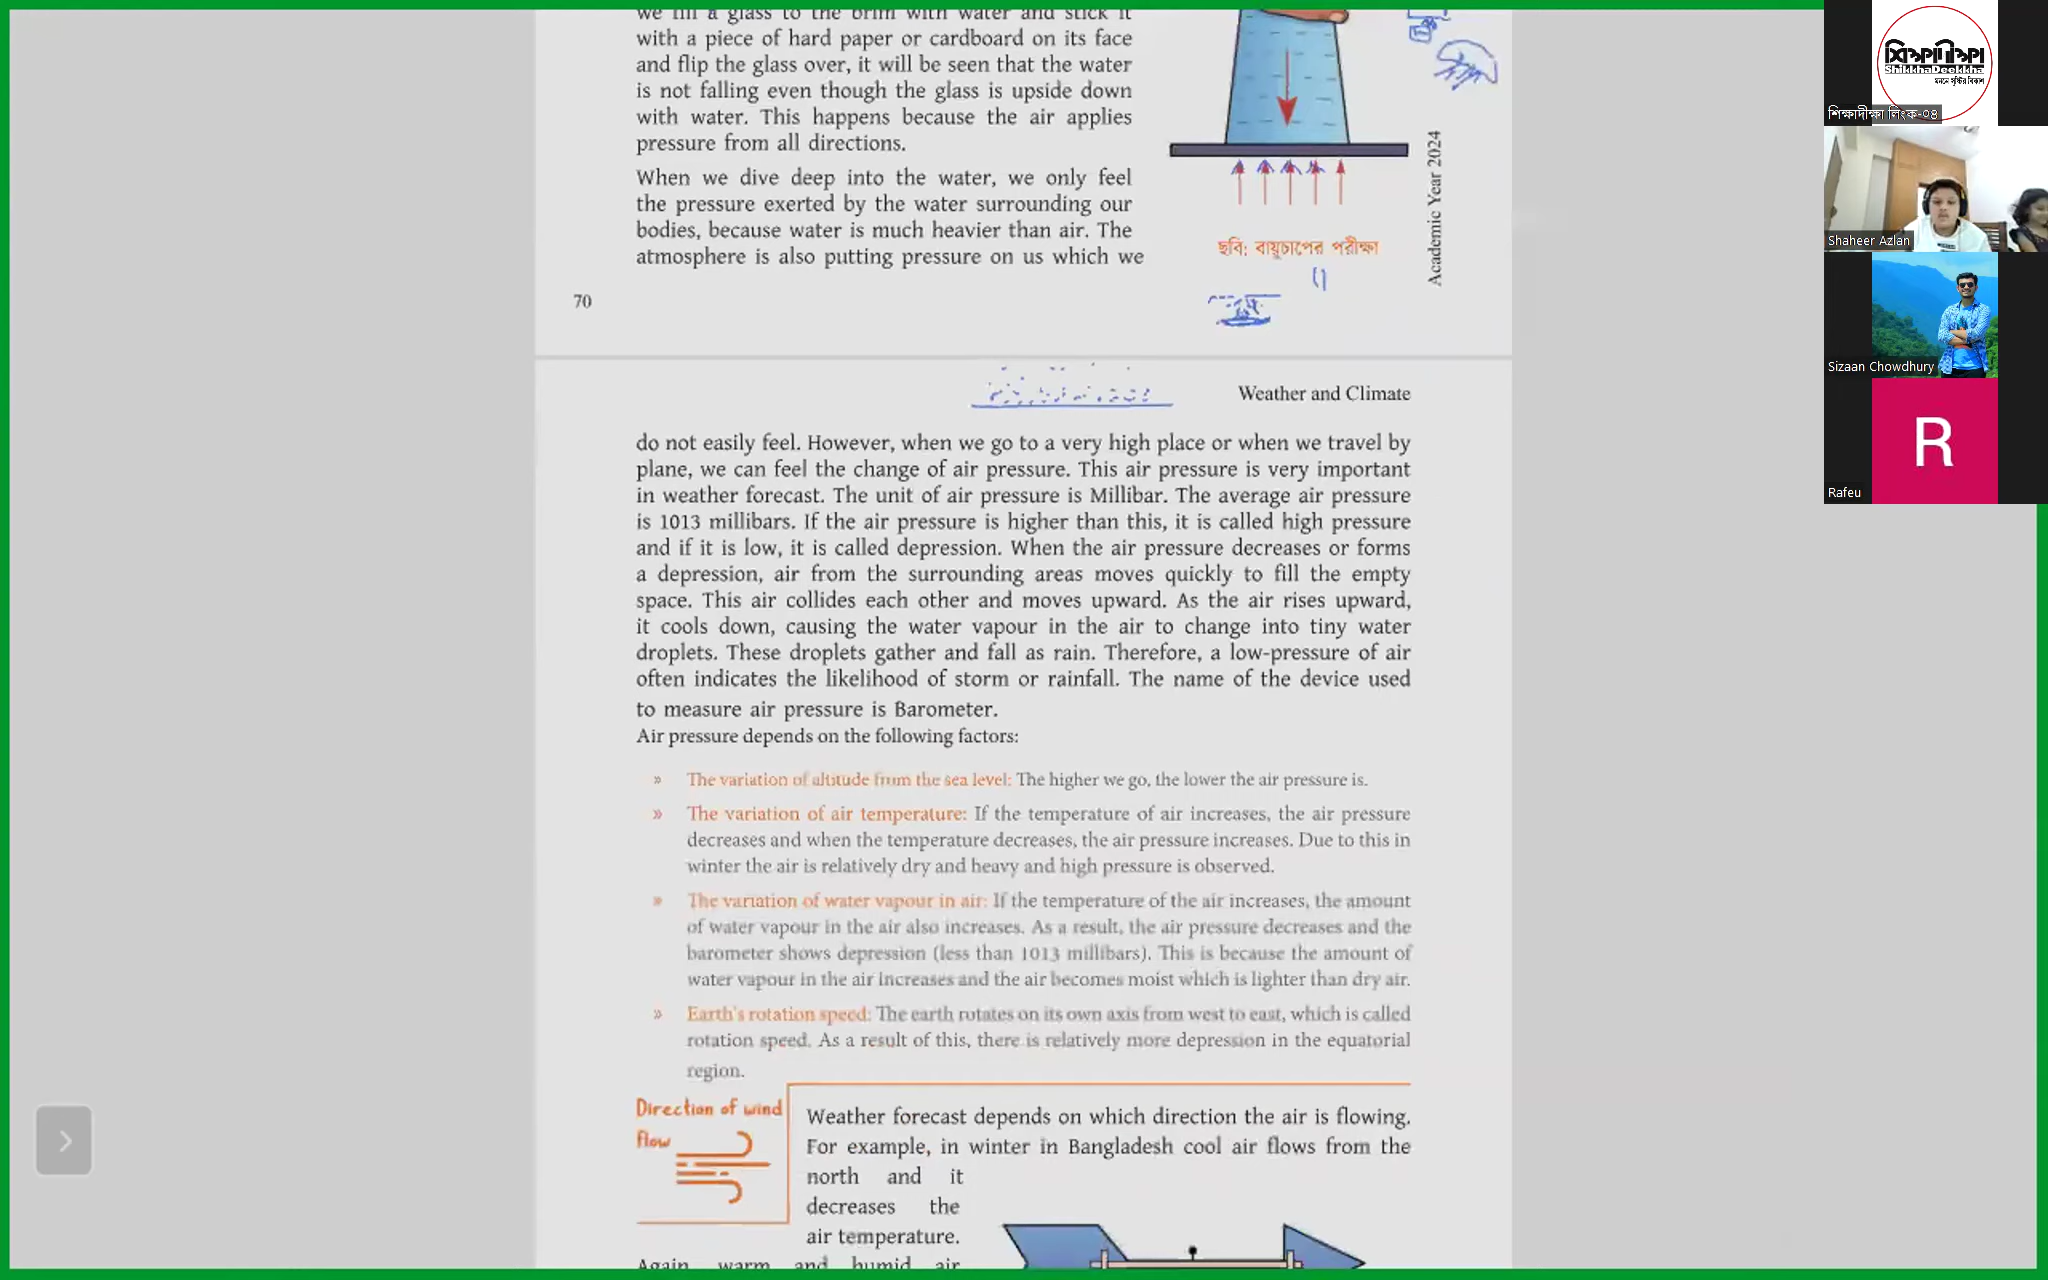 we fill a glass to the brim with water and stick it
with a piece of hard paper or cardboard on its face
and flip the glass over, it will be seen that the water
is not falling even though the glass is upside down
with water. This happens because the air applies
pressure from all directions.
When we dive deep into the water, we only feel
the pressure exerted by the water surrounding our
bodies, because water is much heavier than air. The
atmosphere is also putting pressure on us which we
ছবি: বায়ুচাপের পরীক্ষা
Academic Year 2024
70
Weather and Climate
do not easily feel. However, when we go to a very high place or when we travel by
plane, we can feel the change of air pressure. This air pressure is very important
in weather forecast. The unit of air pressure is Millibar. The average air pressure
is 1013 millibars. If the air pressure is higher than this, it is called high pressure
and if it is low, it is called depression. When the air pressure decreases or forms
a depression, air from the surrounding areas moves quickly to fill the empty
space. This air collides each other and moves upward. As the air rises upward,
it cools down, causing the water vapour in the air to change into tiny water
droplets. These droplets gather and fall as rain. Therefore, a low-pressure of air
often indicates the likelihood of storm or rainfall. The name of the device used
to measure air pressure is Barometer.
Air pressure depends on the following factors:
» The variation of altitude from the sea level: The higher we go, the lower the air pressure is.
» The variation of air temperature: If the temperature of air increases, the air pressure
decreases and when the temperature decreases, the air pressure increases. Due to this in
winter the air is relatively dry and heavy and high pressure is observed.
» The variation of water vapour in air: If the temperature of the air increases, the amount
of water vapour in the air also increases. As a result, the air pressure decreases and the
barometer shows depression (less than 1013 millibars). This is because the amount of
water vapour in the air increases and the air becomes moist which is lighter than dry air.
» Earth's rotation speed: The earth rotates on its own axis from west to east, which is called
rotation speed. As a result of this, there is relatively more depression in the equatorial
region.
Direction of wind
flow
Weather forecast depends on which direction the air is flowing.
For example, in winter in Bangladesh cool air flows from the
north and it
decreases the
air temperature.
Again, warm and humid air
শিক্ষাদীক্ষা
ShikkhaDeekkha
শিক্ষাদীক্ষা লিংক-০৪
Shaheer Azlan
Sizaan Chowdhury
R
Rafeu